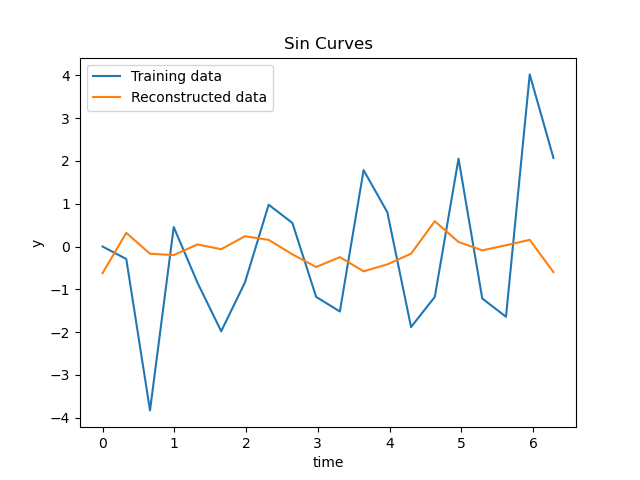 Sin Curves
Training data
Reconstructed data
4
3
2
1
0
−1
−2
−3
−4
y
0 1 2 3 4 5 6
time